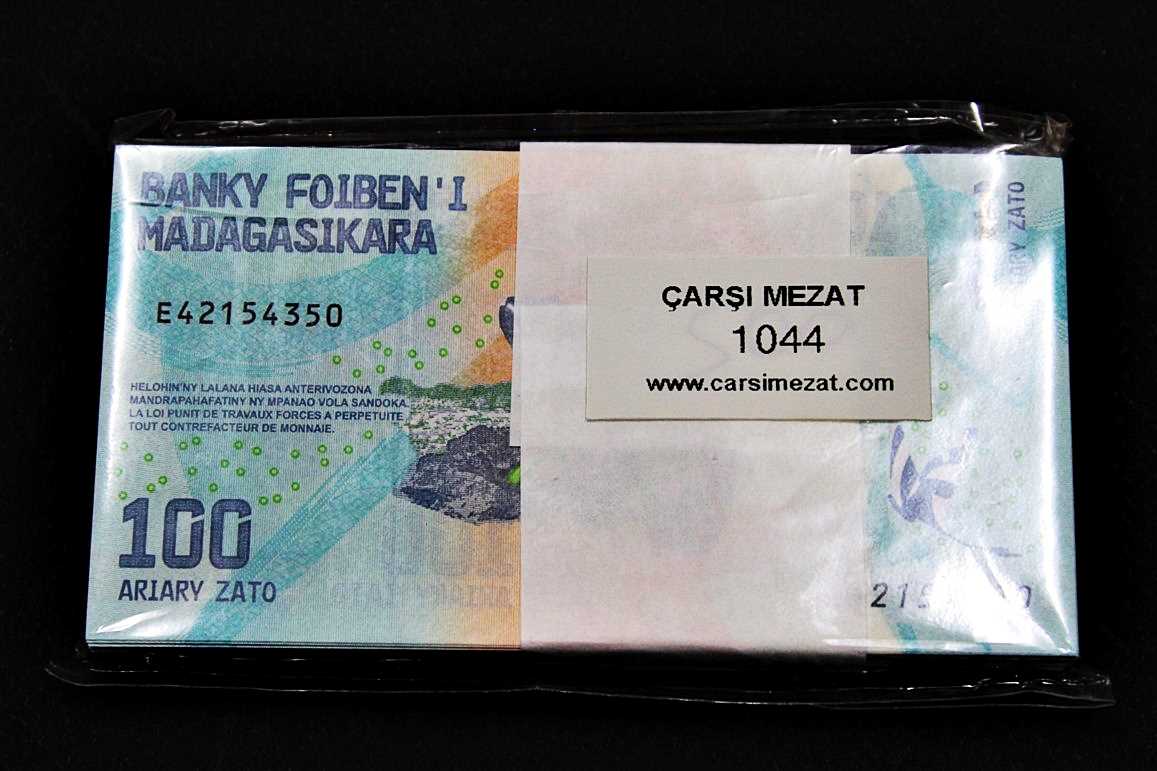 BANKY FOIBEN'I
MADAGASIKARA
E42154350
HELOHIN'NY LALANA HIASA ANTERIVOZONA
MANDRAPAHAFATINY NY MPANAO VOLA SANDOKA.
LA LOI PUNIT DE TRAVAUX FORCES A PERPETUITE
TOUT CONTREFACTEUR DE MONNAIE.
100
ARIARY ZATO
ÇARŞI MEZAT
1044
www.carsimezat.com
ZATO